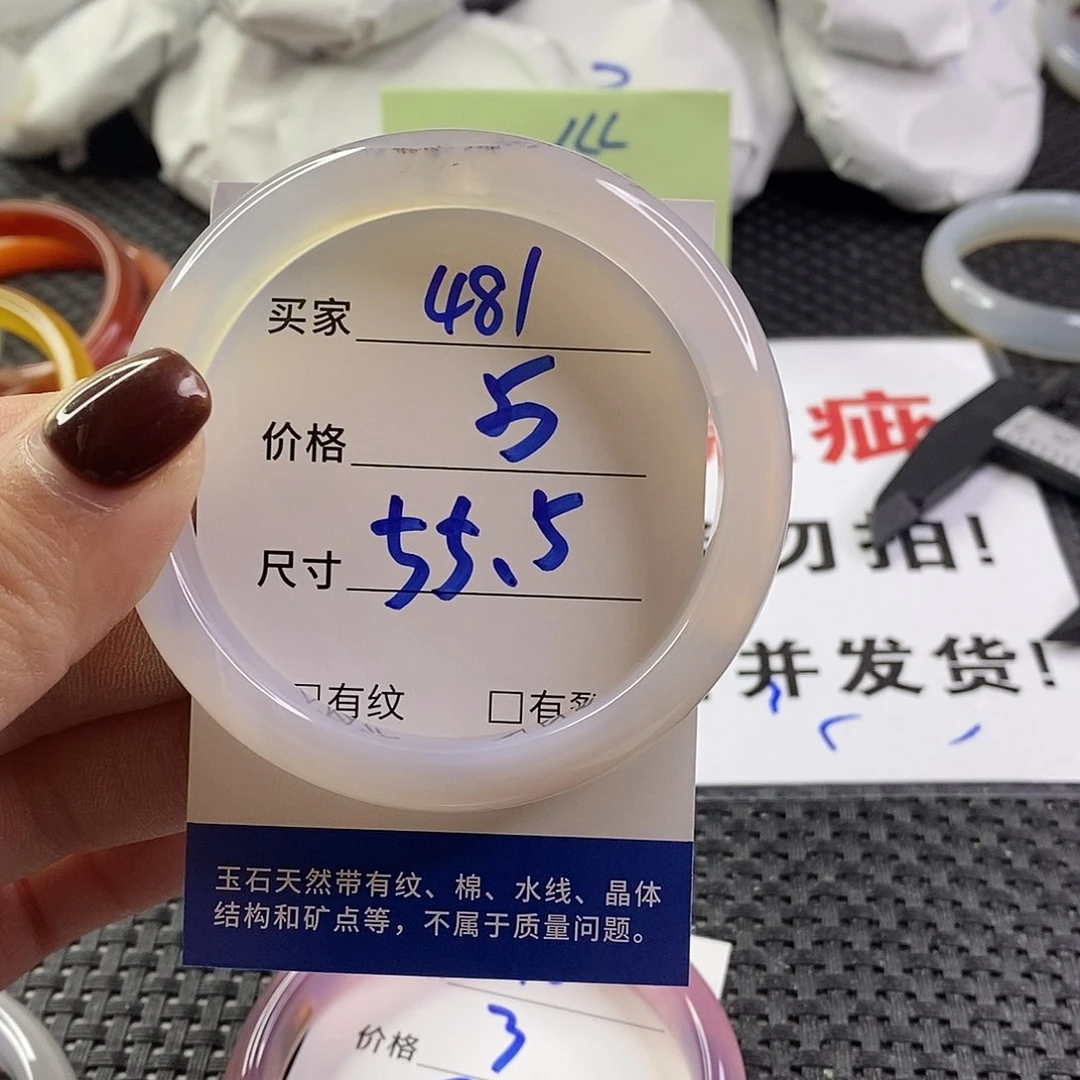 买家 481
价格 5
尺寸 55.5
□有纹 □有裂
玉石天然带有纹、棉、水线、晶体
结构和矿点等，不属于质量问题。
疵
勿拍!
并发货!
价格 3